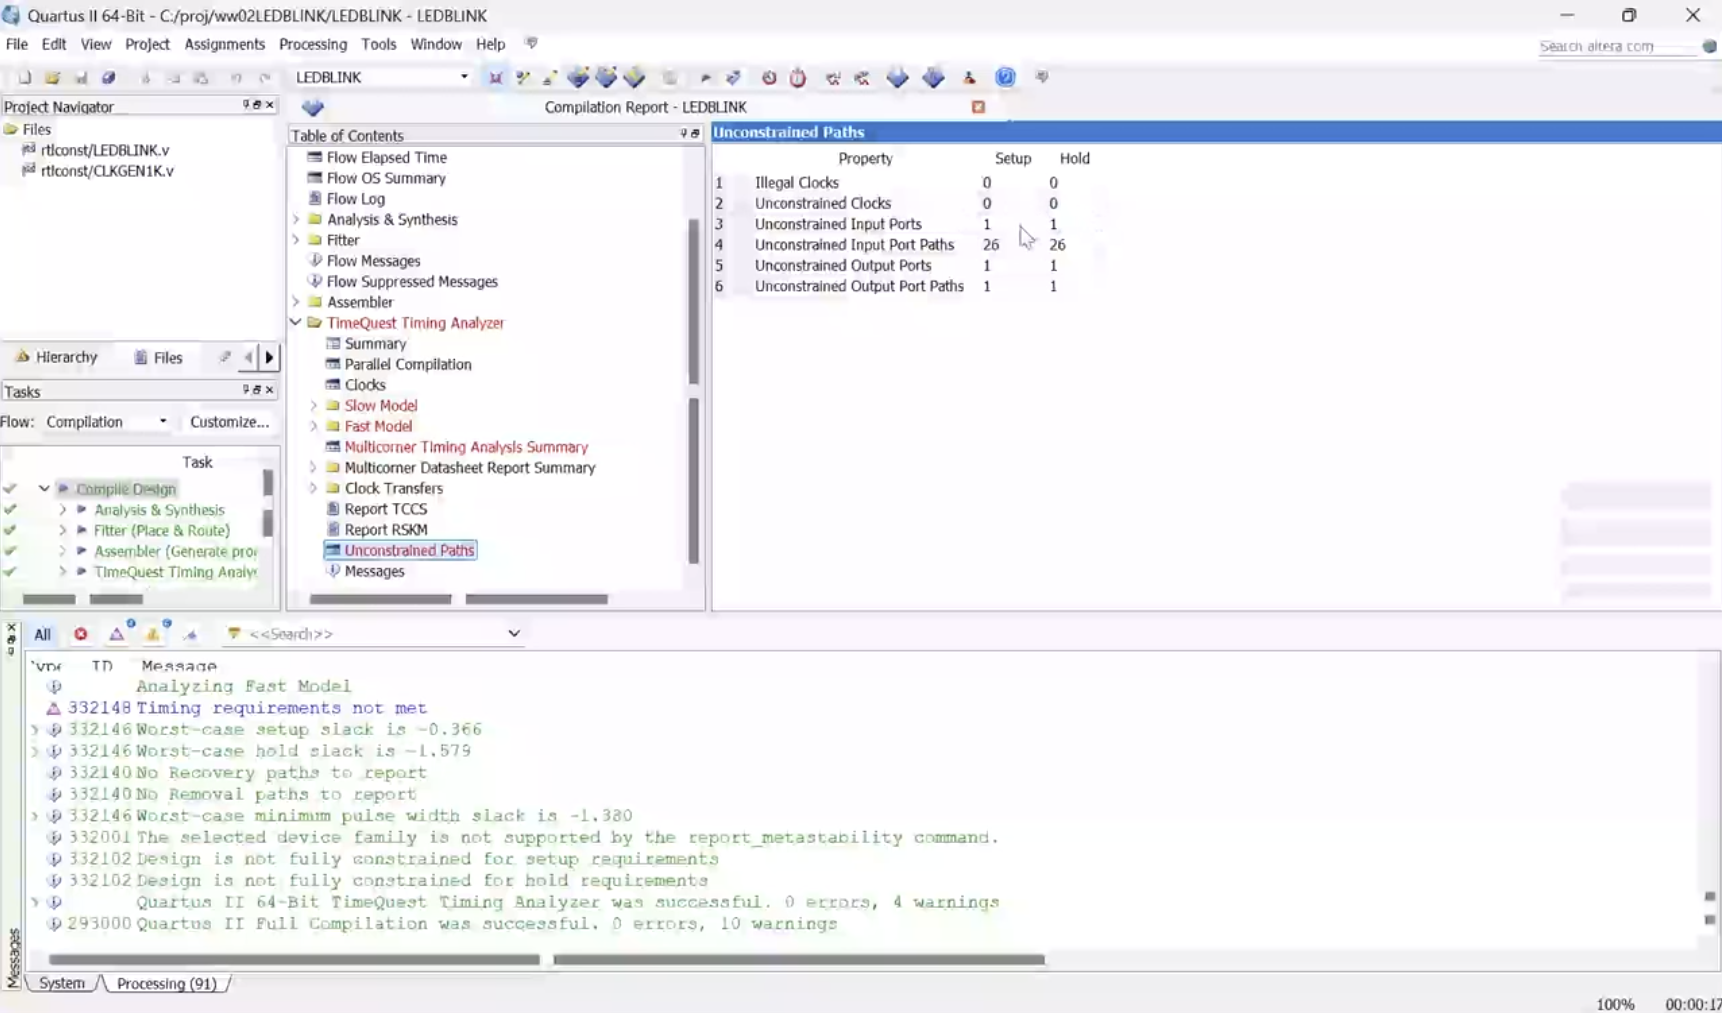 Quartus II 64-Bit - C:/proj/ww02LEDBLINK/LEDBLINK - LEDBLINK
File Edit View Project Assignments Processing Tools Window Help
Search altera com
LEDBLINK
Project Navigator
Files
rtlconst/LEDBLINK.v
rtlconst/CLKGEN1K.v
Hierarchy Files
Tasks
Flow: Compilation Customize...
Task
Compile Design
Analysis & Synthesis
Fitter (Place & Route)
Assembler (Generate pro
TimeQuest Timing Analy
Compilation Report - LEDBLINK
Table of Contents
Flow Elapsed Time
Flow OS Summary
Flow Log
Analysis & Synthesis
Fitter
Flow Messages
Flow Suppressed Messages
Assembler
TimeQuest Timing Analyzer
Summary
Parallel Compilation
Clocks
Slow Model
Fast Model
Multicorner Timing Analysis Summary
Multicorner Datasheet Report Summary
Clock Transfers
Report TCCS
Report RSKM
Unconstrained Paths
Messages
Unconstrained Paths
Property Setup Hold
1 Illegal Clocks 0 0
2 Unconstrained Clocks 0 0
3 Unconstrained Input Ports 1 1
4 Unconstrained Input Port Paths 26 26
5 Unconstrained Output Ports 1 1
6 Unconstrained Output Port Paths 1 1
All <<Search>>
ID Message
Analyzing Fast Model
332148 Timing requirements not met
332146 Worst-case setup slack is -0.366
332146 Worst-case hold slack is -1.579
332140 No Recovery paths to report
332140 No Removal paths to report
332146 Worst-case minimum pulse width slack is -1.380
332001 The selected device family is not supported by the report_metastability command.
332102 Design is not fully constrained for setup requirements
332102 Design is not fully constrained for hold requirements
Quartus II 64-Bit TimeQuest Timing Analyzer was successful. 0 errors, 4 warnings
293000 Quartus II Full Compilation was successful. 0 errors, 10 warnings
Messages
System Processing (91)
100% 00:00:17